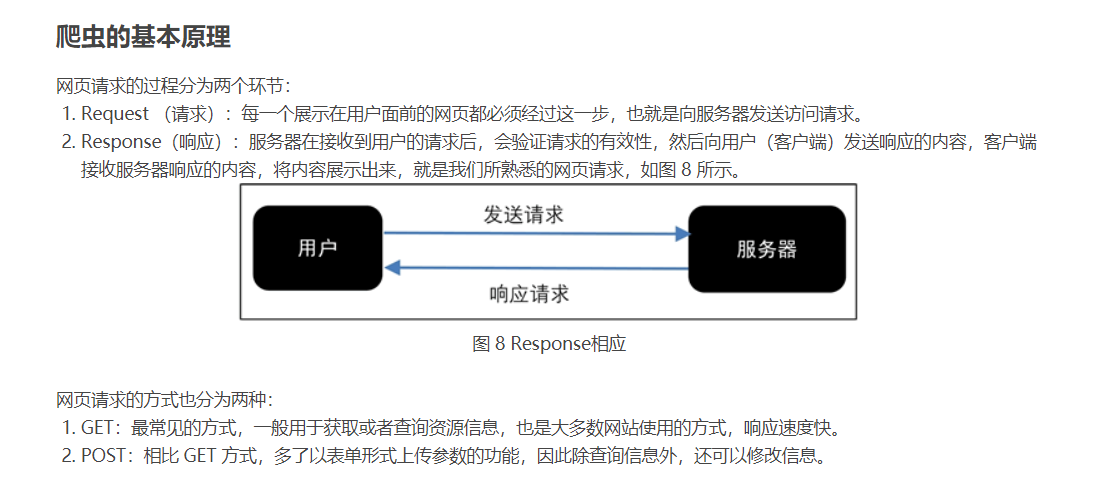 爬虫的基本原理
网页请求的过程分为两个环节：
1. Request （请求）：每一个展示在用户面前的网页都必须经过这一步，也就是向服务器发送访问请求。
2. Response（响应）：服务器在接收到用户的请求后，会验证请求的有效性，然后向用户（客户端）发送响应的内容，客户端
接收服务器响应的内容，将内容展示出来，就是我们所熟悉的网页请求，如图 8 所示。
发送请求
用户
服务器
响应请求
图 8 Response相应
网页请求的方式也分为两种：
1. GET：最常见的方式，一般用于获取或者查询资源信息，也是大多数网站使用的方式，响应速度快。
2. POST：相比 GET 方式，多了以表单形式上传参数的功能，因此除查询信息外，还可以修改信息。